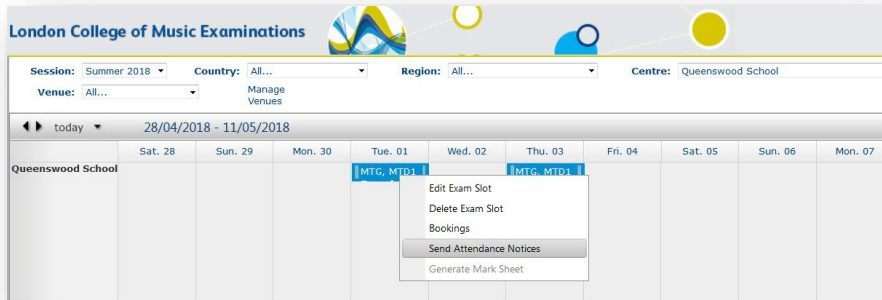 London College of Music Examinations
Session: Summer 2018 Country: All... Region: All... Centre: Queenswood School
Venue: All... Manage
Venues
today 28/04/2018 - 11/05/2018
Sat. 28 Sun. 29 Mon. 30 Tue. 01 Wed. 02 Thu. 03 Fri. 04 Sat. 05 Sun. 06 Mon. 07
Queenswood School MTG, MTD1 MTG, MTD1
Edit Exam Slot
Delete Exam Slot
Bookings
Send Attendance Notices
Generate Mark Sheet